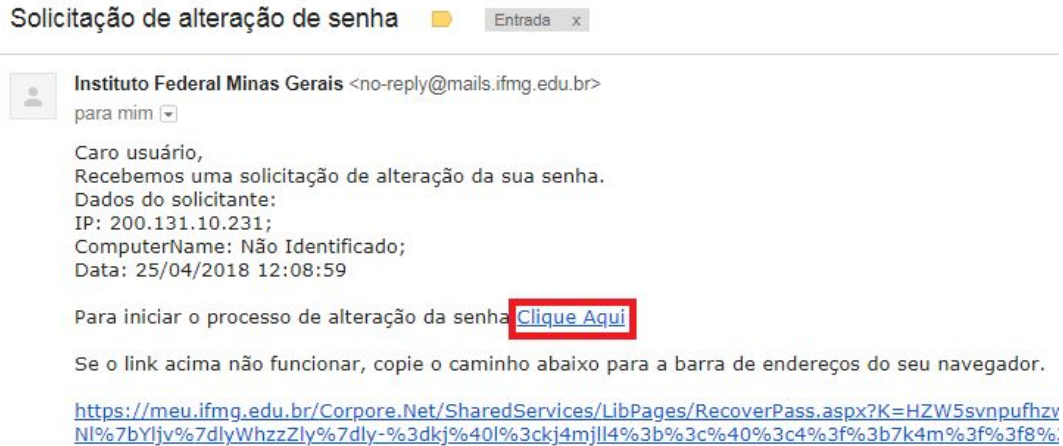 Solicitação de alteração de senha Entrada x
Instituto Federal Minas Gerais <no-reply@mails.ifmg.edu.br>
para mim
Caro usuário,
Recebemos uma solicitação de alteração da sua senha.
Dados do solicitante:
IP: 200.131.10.231;
ComputerName: Não Identificado;
Data: 25/04/2018 12:08:59
Para iniciar o processo de alteração da senha Clique Aqui
Se o link acima não funcionar, copie o caminho abaixo para a barra de endereços do seu navegador.
https://meu.ifmg.edu.br/Corpore.Net/SharedServices/LibPages/RecoverPass.aspx?K=HZW5svnpufhzv
Nl%7bYljv%7dlyWhzzZly%7dly-%3dkj%40l%3ckj4mjll4%3b%3c%40%3c4%3f%3b7k4m%3f%3f8%